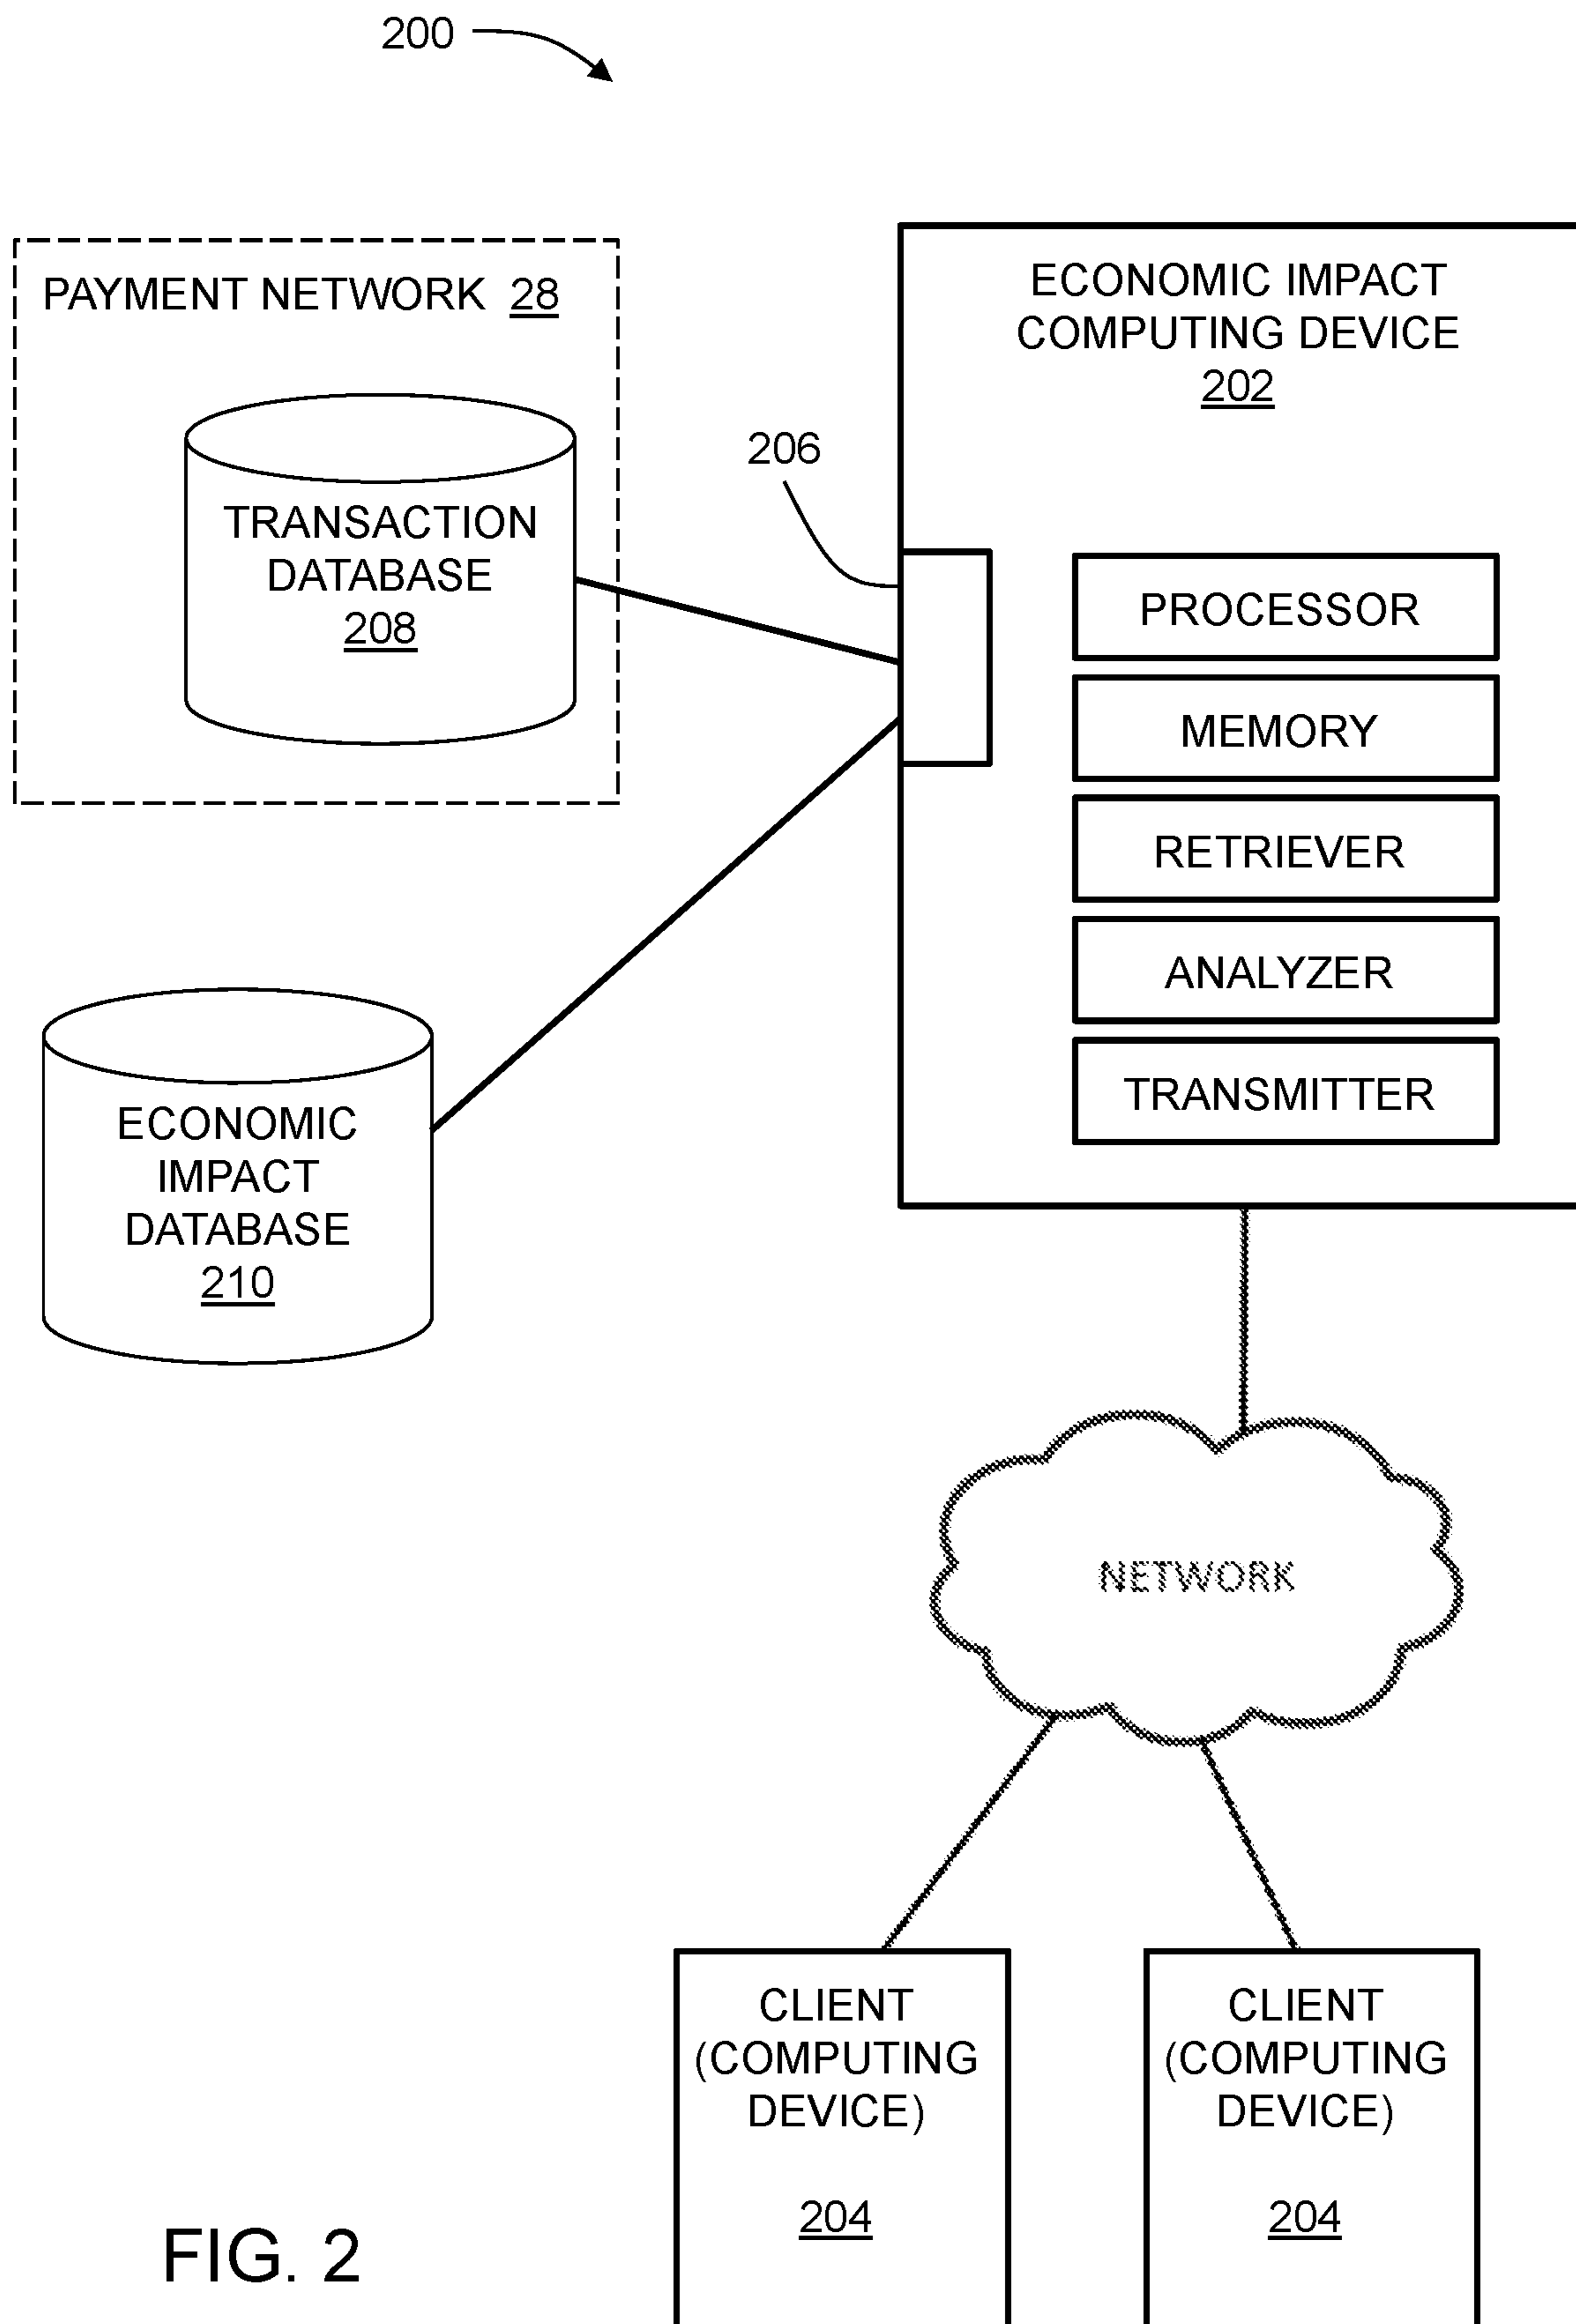 200
PAYMENT NETWORK 28
TRANSACTION
DATABASE
208
206
ECONOMIC IMPACT
COMPUTING DEVICE
202
PROCESSOR
MEMORY
RETRIEVER
ANALYZER
TRANSMITTER
ECONOMIC
IMPACT
DATABASE
210
NETWORK
CLIENT
(COMPUTING
DEVICE)
204
CLIENT
(COMPUTING
DEVICE)
204
FIG. 2